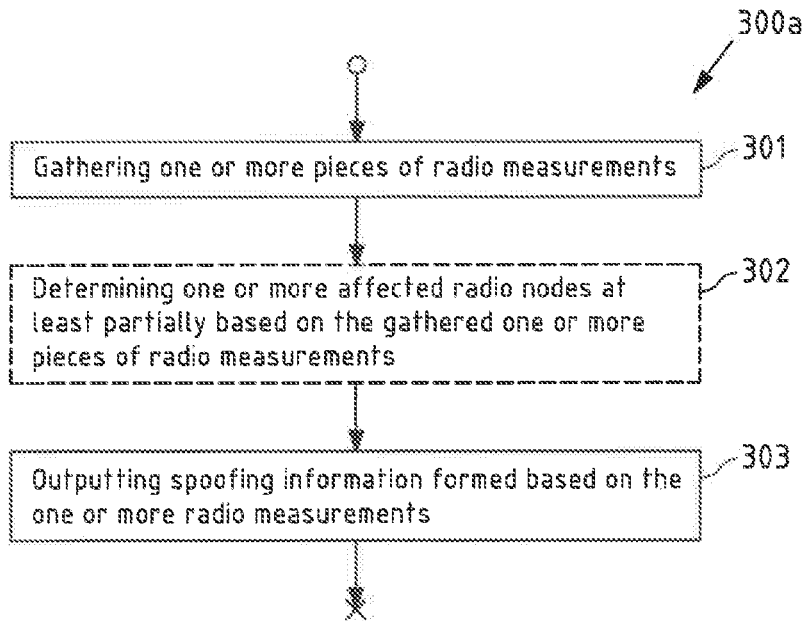 300a
Gathering one or more pieces of radio measurements
301
302
Determining one or more affected radio nodes at
least partially based on the gathered one or more
pieces of radio measurements
303
Outputting spoofing information formed based on the
one or more radio measurements